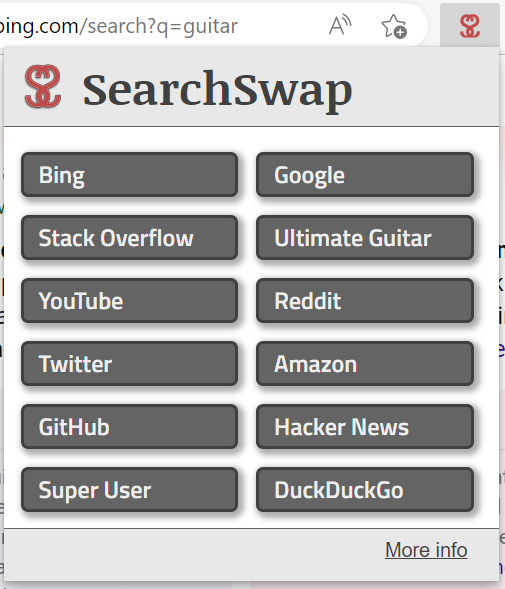 bing.com/search?q=guitar
SearchSwap
Bing Google
Stack Overflow Ultimate Guitar
YouTube Reddit
Twitter Amazon
GitHub Hacker News
Super User DuckDuckGo
More info